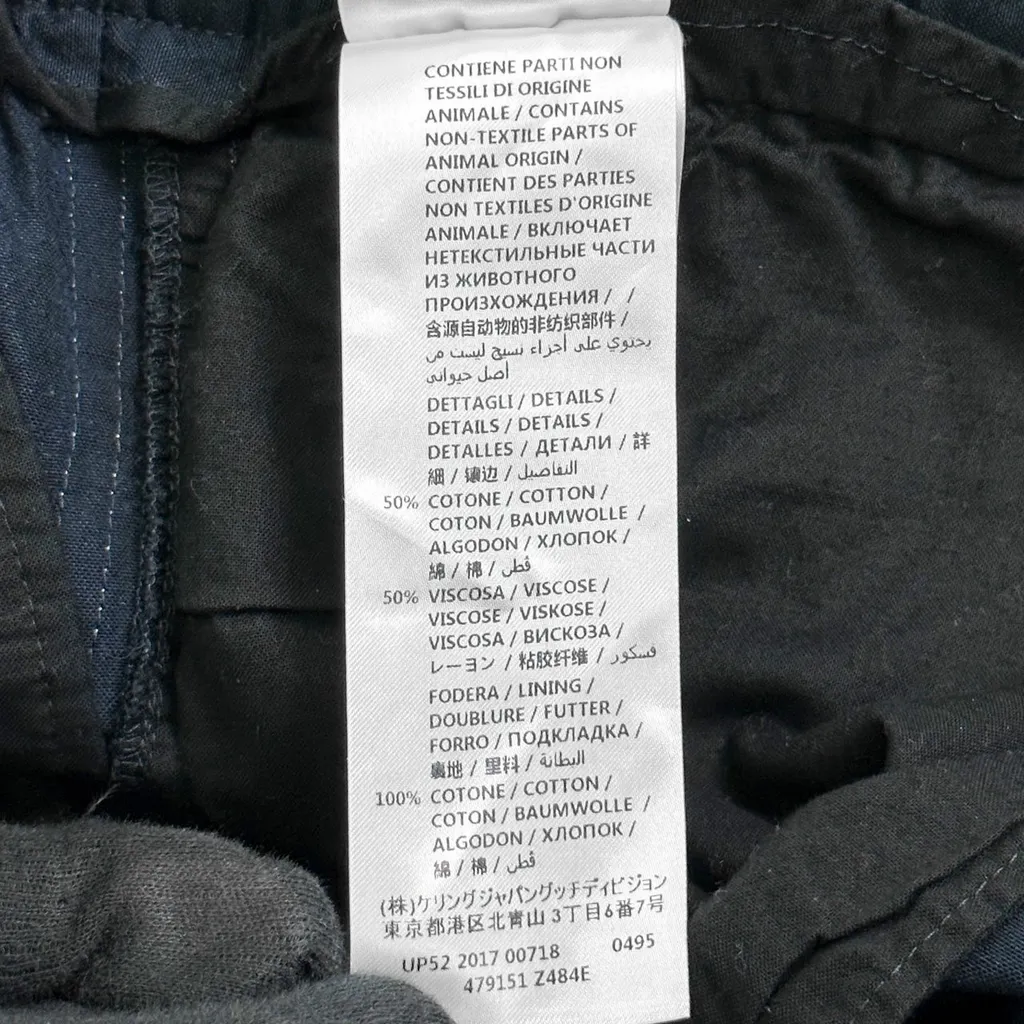 CONTIENE PARTI NON
TESSILI DI ORIGINE
ANIMALE / CONTAINS
NON-TEXTILE PARTS OF
ANIMAL ORIGIN /
CONTIENT DES PARTIES
NON TEXTILES D'ORIGINE
ANIMALE / ВКЛЮЧАЕТ
НЕТЕКСТИЛЬНЫЕ ЧАСТИ
ИЗ ЖИВОТНОГО
ПРОИЗХОЖДЕНИЯ / /
含源自动物的非纺织部件 /
يحتوي على أجزاء نسيج ليست من
أصل حيواني
DETTAGLI / DETAILS /
DETAILS / DETAILS /
DETALLES / ДЕТАЛИ / 詳
細 / 镶边 / التفاصيل
50% COTONE / COTTON /
COTON / BAUMWOLLE /
ALGODON / ХЛОПОК /
綿 / 棉 / قطن
50% VISCOSA / VISCOSE /
VISCOSE / VISKOSE /
VISCOSA / ВИСКОЗА /
レーヨン / 粘胶纤维 / فسكور
FODERA / LINING /
DOUBLURE / FUTTER /
FORRO / ПОДКЛАДКА /
裏地 / 里料 / البطانة
100% COTONE / COTTON /
COTON / BAUMWOLLE /
ALGODON / ХЛОПОК /
綿 / 棉 / قطن
(株)ケリングジャパングッチディビジョン
東京都港区北青山 3丁目6番7号
UP52 2017 00718 0495
479151 Z484E